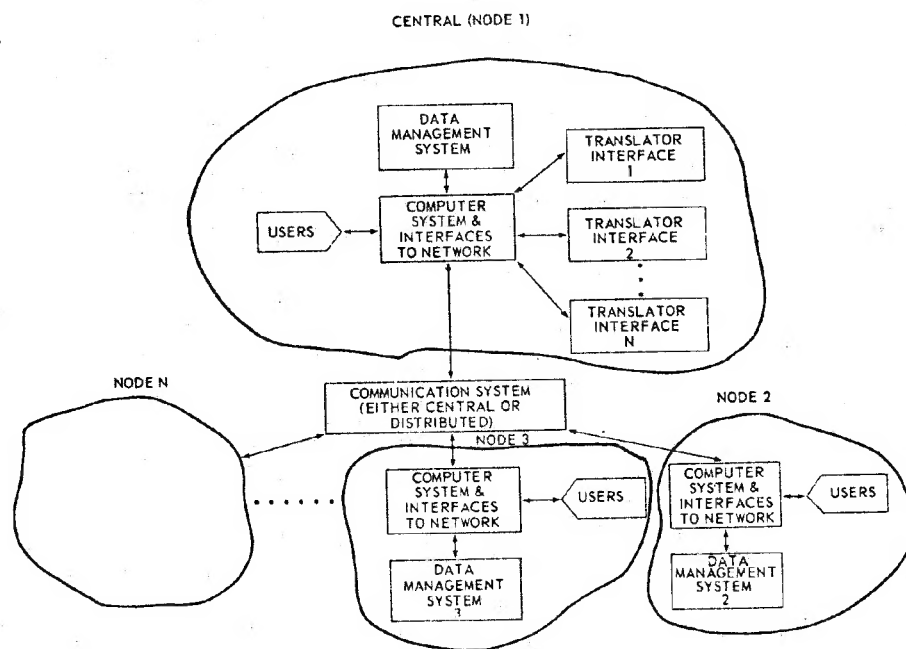 CENTRAL (NODE 1)
DATA
MANAGEMENT
SYSTEM
TRANSLATOR
INTERFACE
1
USERS
COMPUTER
SYSTEM &
INTERFACES
TO NETWORK
TRANSLATOR
INTERFACE
2
TRANSLATOR
INTERFACE
N
NODE N
COMMUNICATION SYSTEM
(EITHER CENTRAL OR
DISTRIBUTED)
NODE 2
NODE 3
COMPUTER
SYSTEM &
INTERFACES
TO NETWORK
USERS
DATA
MANAGEMENT
SYSTEM
3
COMPUTER
SYSTEM &
INTERFACES
TO NETWORK
USERS
DATA
MANAGEMENT
SYSTEM
2